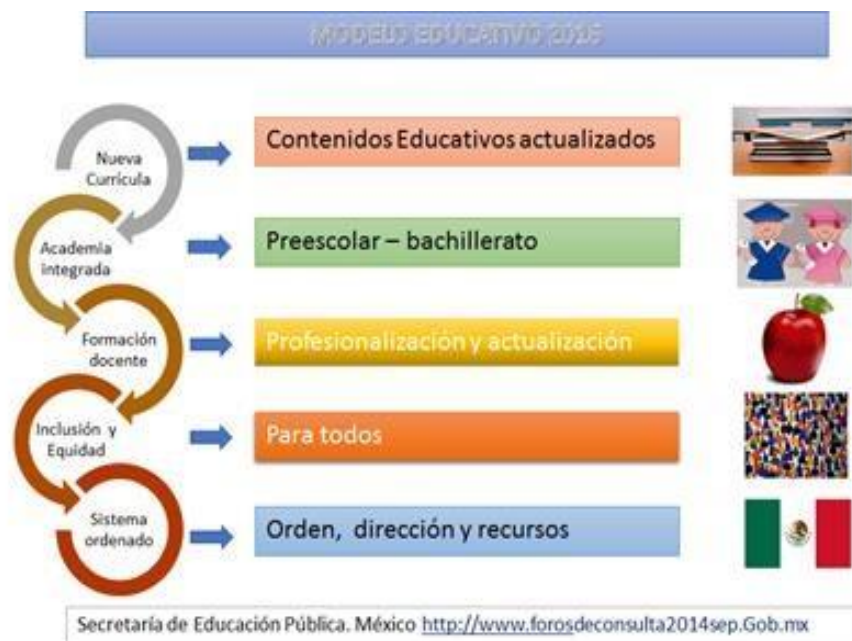 MODELO EDUCATIVO
Nueva
Currícula
Contenidos Educativos actualizados
Academia
integrada
Preescolar – bachillerato
Formación
docente
Profesionalización y actualización
Inclusión y
Equidad
Para todos
Sistema
ordenado
Orden, dirección y recursos
Secretaría de Educación Pública. México http://www.forosdeconsulta2014sep.Gob.mx